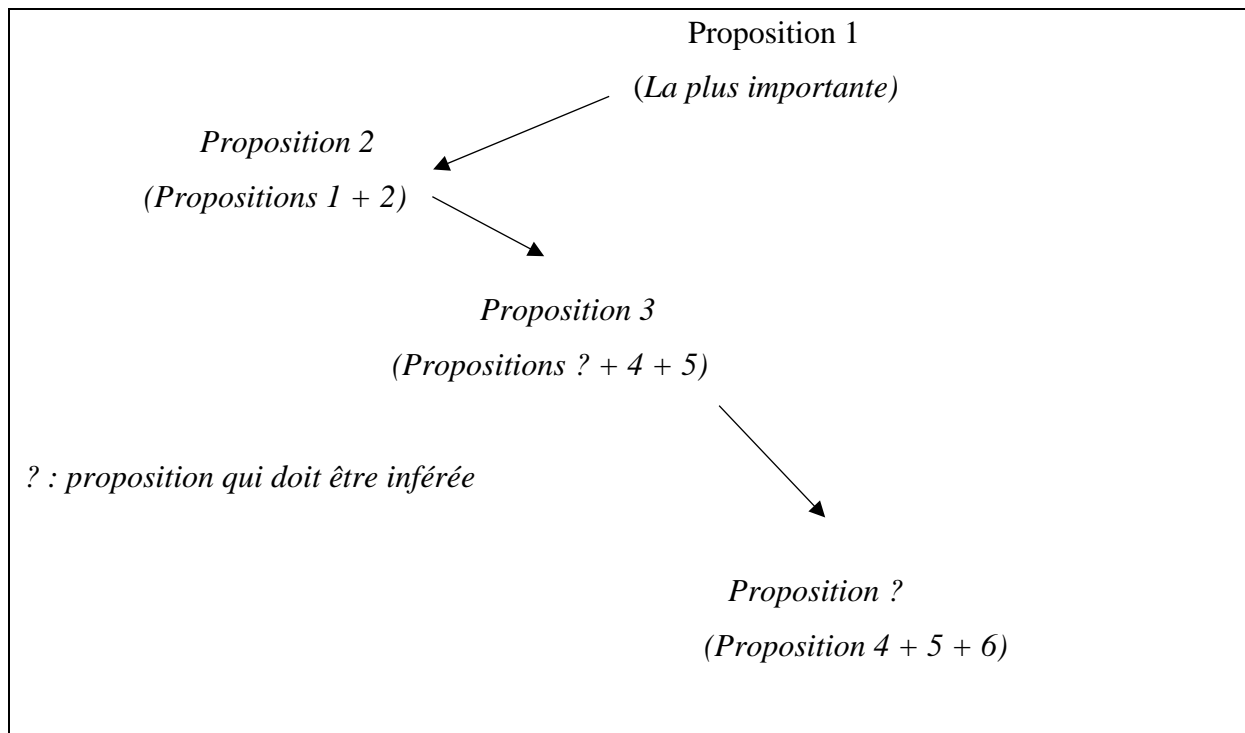 Proposition 1
(La plus importante)
Proposition 2
(Propositions 1 + 2)
Proposition 3
(Propositions ? + 4 + 5)
? : proposition qui doit être inférée
Proposition ?
(Proposition 4 + 5 + 6)